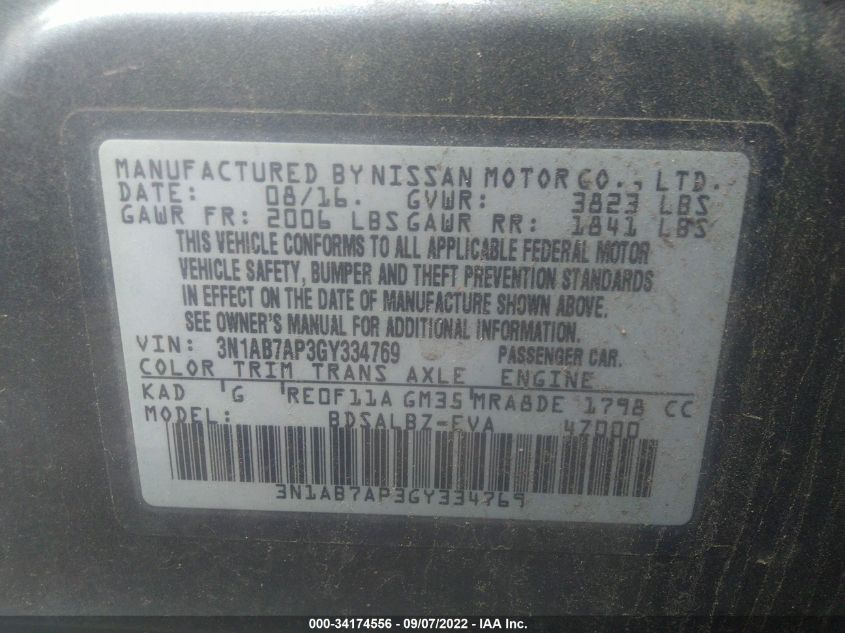 MANUFACTURED BY NISSAN MOTOR CO., LTD.
DATE: 08/16. GVWR: 3823 LBS
GAWR FR: 2006 LBS GAWR RR: 1841 LBS
THIS VEHICLE CONFORMS TO ALL APPLICABLE FEDERAL MOTOR
VEHICLE SAFETY, BUMPER AND THEFT PREVENTION STANDARDS
IN EFFECT ON THE DATE OF MANUFACTURE SHOWN ABOVE.
SEE OWNER'S MANUAL FOR ADDITIONAL INFORMATION.
VIN: 3N1AB7AP3GY334769 PASSENGER CAR.
COLOR TRIM TRANS AXLE ENGINE
KAD G RE0F11A GM35 MRA8DE 1798 CC
MODEL: BDSALBZ-EVA 47000
3N1AB7AP3GY334769
000-34174556 - 09/07/2022 - IAA Inc.